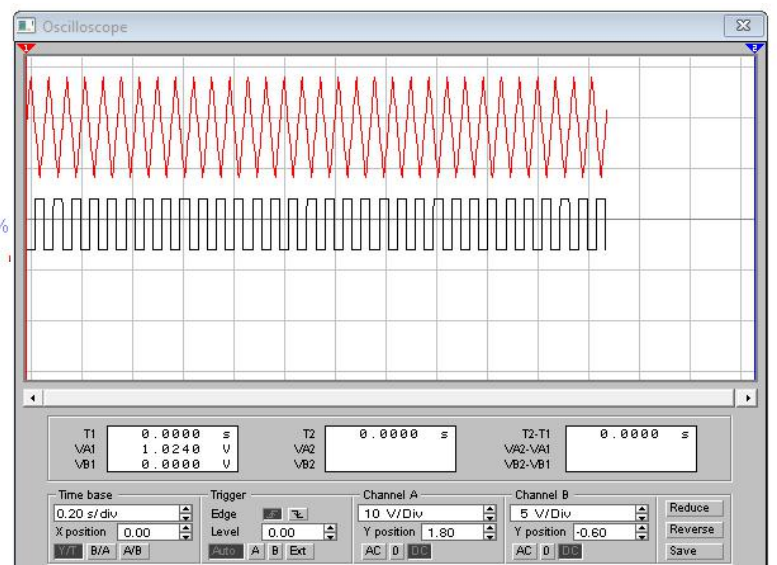 Oscilloscope
1
2
%
1
T1 0.0000 s
VA1 1.0240 V
VB1 0.0000 V
T2 0.0000 s
VA2
VB2
T2-T1 0.0000 s
VA2-VA1
VB2-VB1
Time base
0.20 s/div
X position 0.00
Y/T B/A A/B
Trigger
Edge
Level 0.00
Auto A B Ext
Channel A
10 V/Div
Y position 1.80
AC 0 DC
Channel B
5 V/Div
Y position -0.60
AC 0 DC
Reduce
Reverse
Save